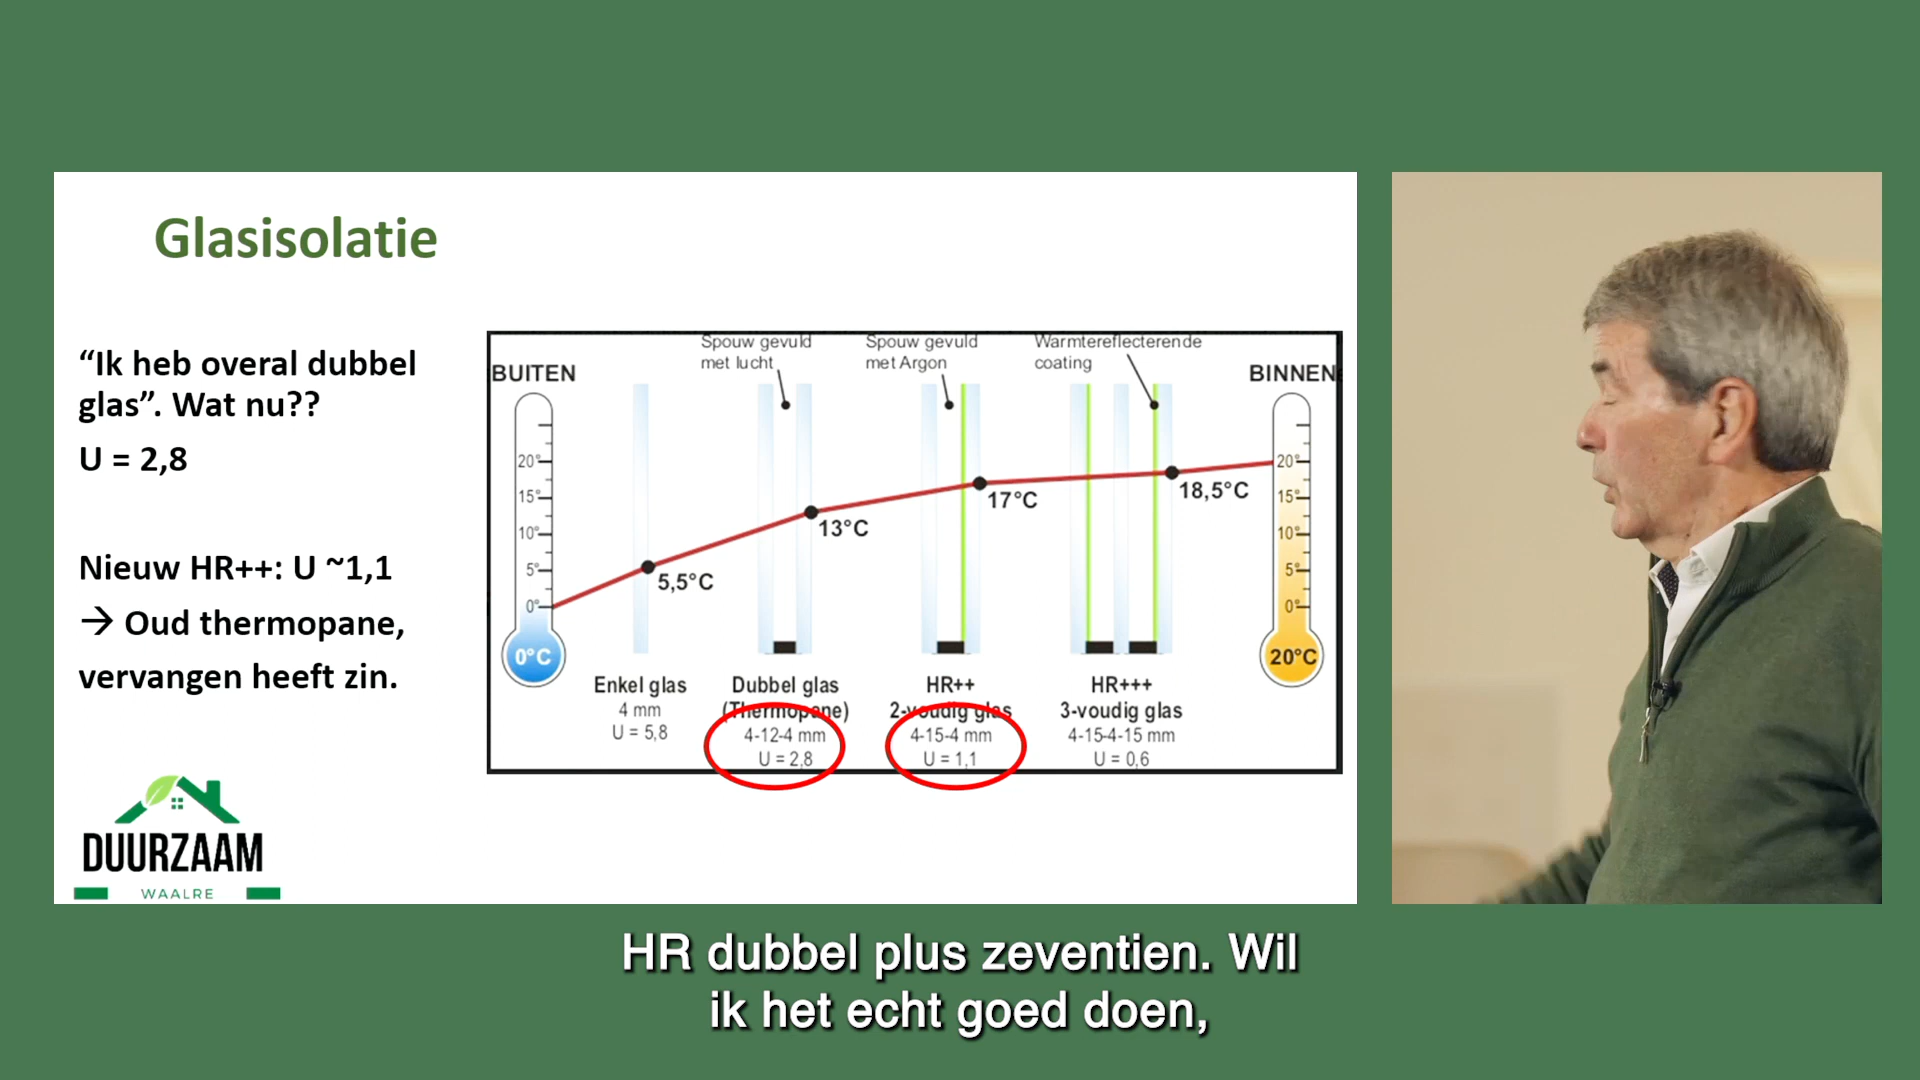 Glasisolatie
“Ik heb overal dubbel
glas”. Wat nu??
U = 2,8
Nieuw HR++: U ~1,1
→ Oud thermopane,
vervangen heeft zin.
Spouw gevuld
met lucht
Spouw gevuld
met Argon
Warmtereflecterende
coating
BUITEN
BINNEN
20°
15°
10°
5°
0°
0°C
5,5°C
13°C
17°C
18,5°C
20°
15°
10°
5°
0°
20°C
Enkel glas
4 mm
U = 5,8
Dubbel glas
(Thermopane)
4-12-4 mm
U = 2,8
HR++
2-voudig glas
4-15-4 mm
U = 1,1
HR+++
3-voudig glas
4-15-4-15 mm
U = 0,6
DUURZAAM
WAALRE
HR dubbel plus zeventien. Wil
ik het echt goed doen,